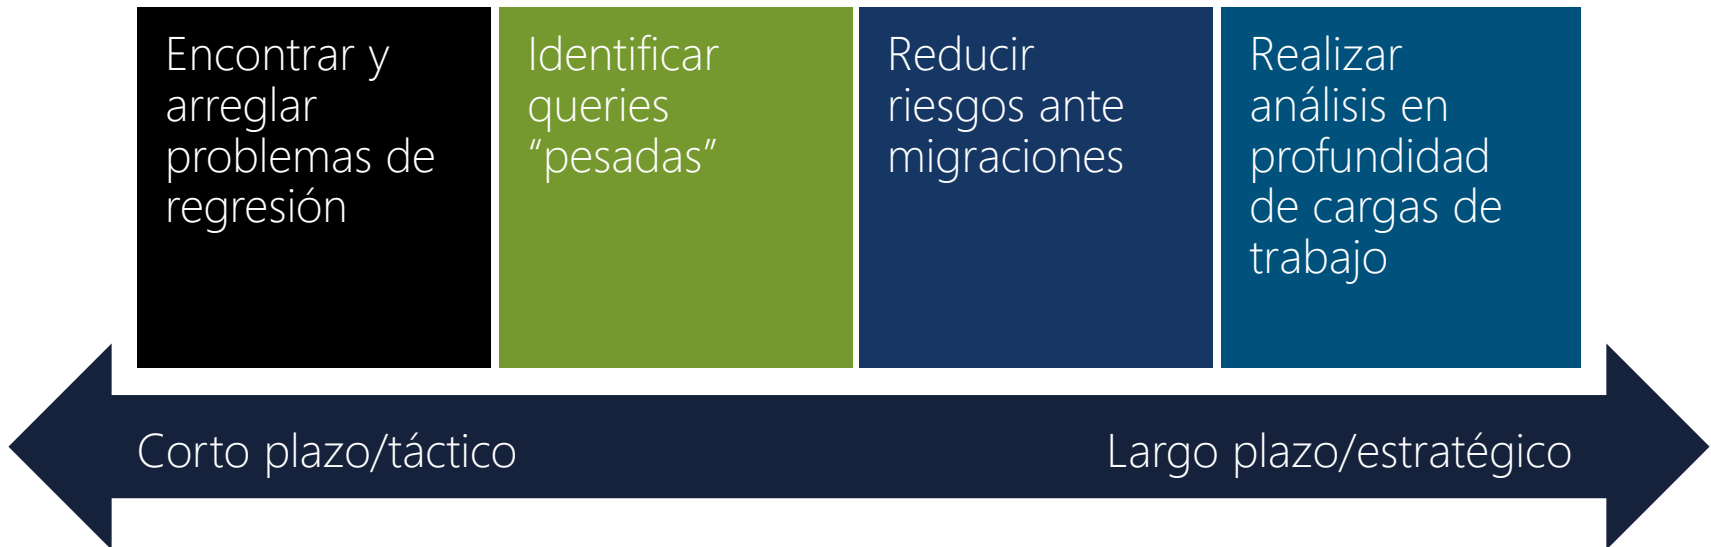 Encontrar y
arreglar
problemas de
regresión
Identificar
queries
“pesadas”
Reducir
riesgos ante
migraciones
Realizar
análisis en
profundidad
de cargas de
trabajo
Corto plazo/táctico
Largo plazo/estratégico